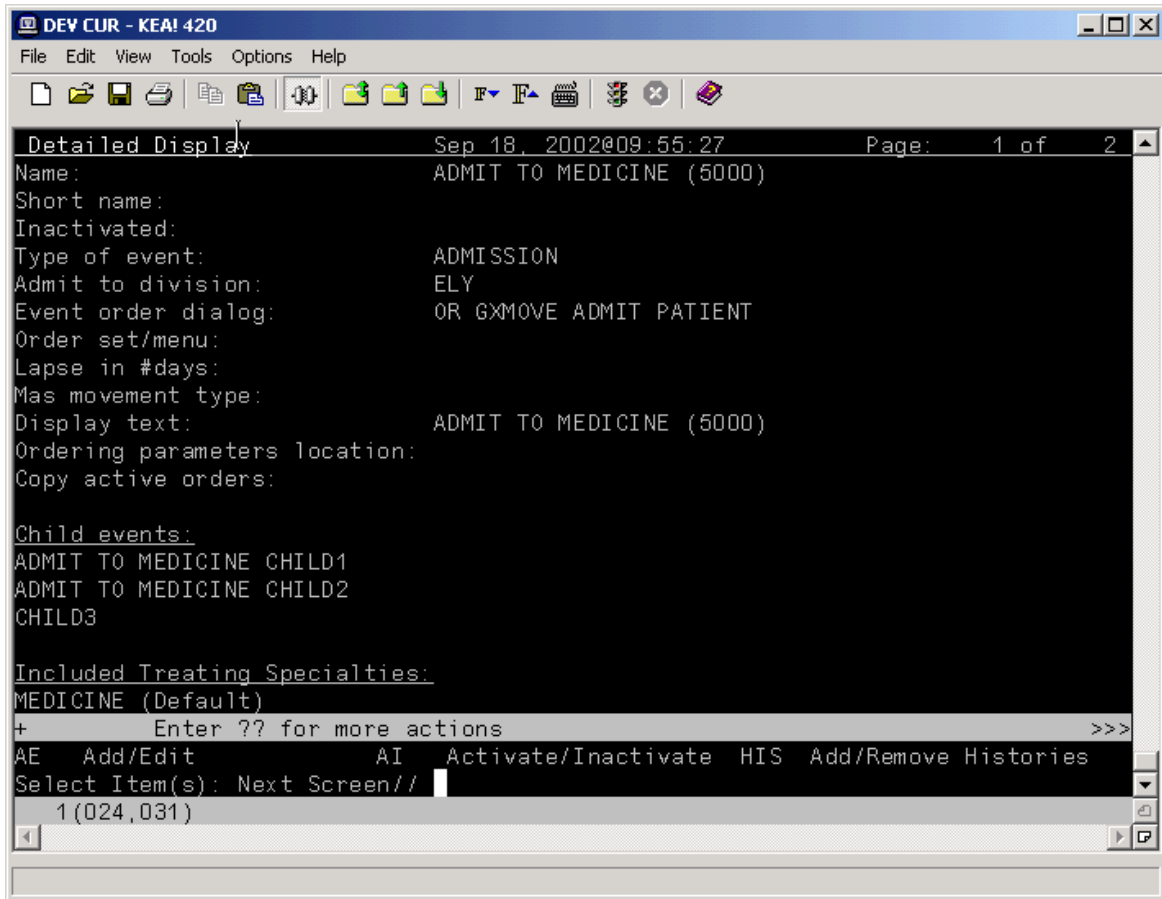 DEV CUR - KEA! 420
File Edit View Tools Options Help
Detailed Display Sep 18, 2002@09:55:27 Page: 1 of 2
Name: ADMIT TO MEDICINE (5000)
Short name:
Inactivated:
Type of event: ADMISSION
Admit to division: ELY
Event order dialog: OR GXMOVE ADMIT PATIENT
Order set/menu:
Lapse in #days:
Mas movement type:
Display text: ADMIT TO MEDICINE (5000)
Ordering parameters location:
Copy active orders:
Child events:
ADMIT TO MEDICINE CHILD1
ADMIT TO MEDICINE CHILD2
CHILD3
Included Treating Specialties:
MEDICINE (Default)
+ Enter ?? for more actions >>>
AE Add/Edit AI Activate/Inactivate HIS Add/Remove Histories
Select Item(s): Next Screen//
1(024,031)